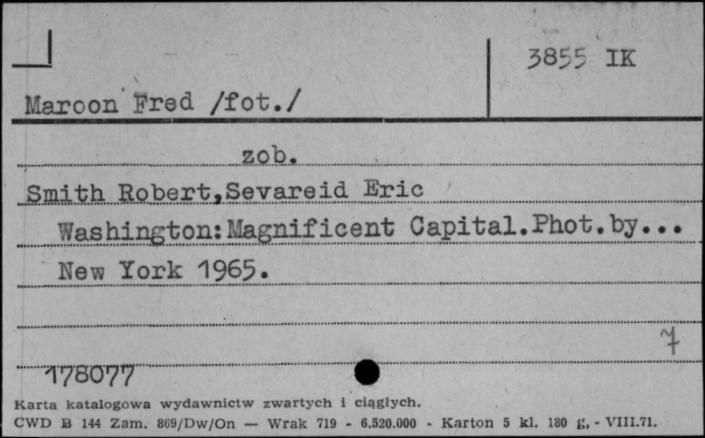 3855 IK
Maroon Fred /fot./
zob.
Smith Robert,Sevareid Eric
Washington:Magnificent Capital.Phot.by...
New York 1965.
7
178077
Karta katalogowa wydawnictw zwartych i ciągłych.
CWD B 144 Zam. 869/Dw/On — Wrak 719 - 6.520.000 - Karton 5 kl. 180 g, - VIII.71.